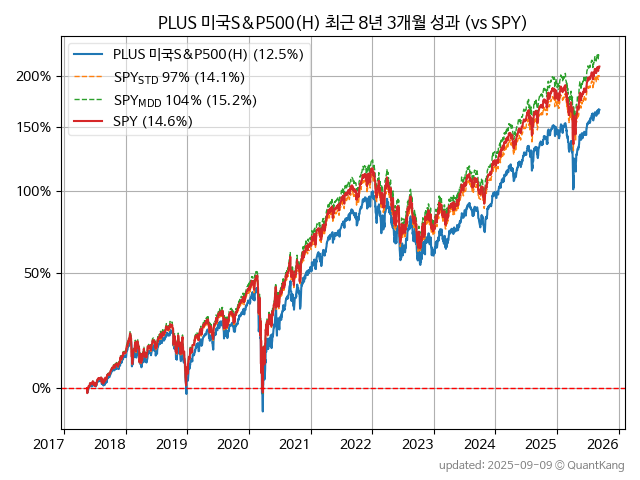 PLUS 미국S&P500(H) 최근 8년 3개월 성과 (vs SPY)
PLUS 미국S&P500(H) (12.5%)
SPYSTD 97% (14.1%)
SPYMDD 104% (15.2%)
SPY (14.6%)
200%
150%
100%
50%
0%
2017 2018 2019 2020 2021 2022 2023 2024 2025 2026
updated: 2025-09-09 © QuantKang